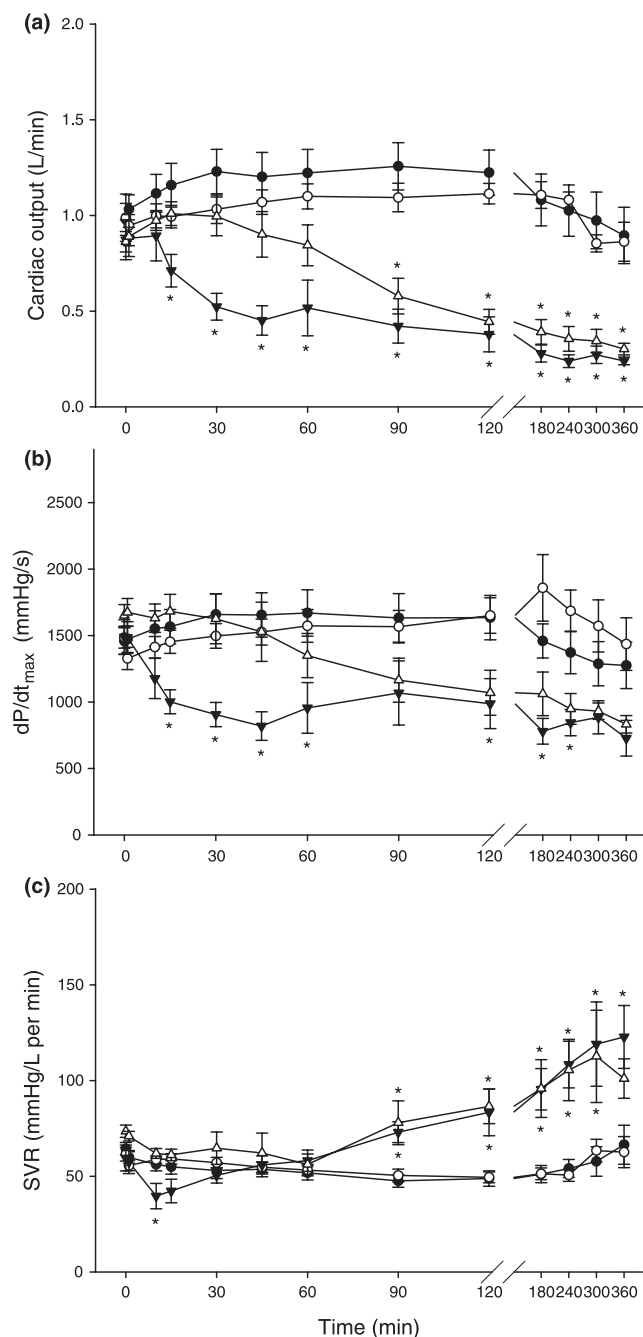 (a)
2.0
1.5
1.0
0.5
0.0
Cardiac output (L/min)
* * * * * * * * * * * * * * * *
0 30 60 90 120 180 240 300 360
(b)
2500
2000
1500
1000
500
0
dP/dtmax (mmHg/s)
* * * * * * *
0 30 60 90 120 180 240 300 360
(c)
200
150
100
50
0
SVR (mmHg/L per min)
* * * * * * * * * * * *
0 30 60 90 120 180 240 300 360
Time (min)